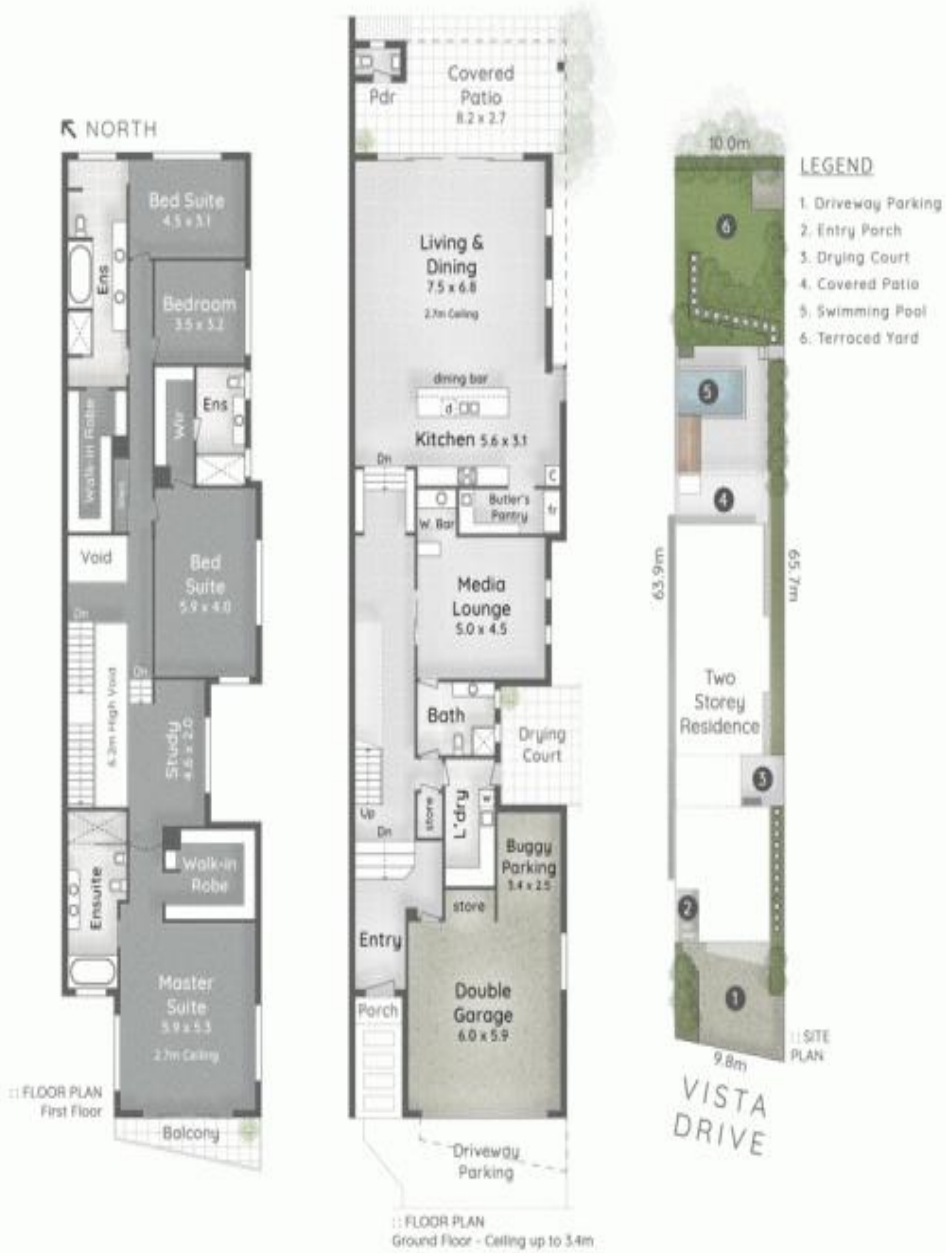 NORTH
Bed Suite
4.5 x 3.1
Ens
Bedroom
3.5 x 3.2
Wir
Ens
Walk-in Robe
Void
Bed
Suite
5.9 x 4.0
Dn
Dn
6.2m High Void
Study
4.6 x 2.0
Ensuite
Walk-in
Robe
Master
Suite
5.9 x 5.3
2.7m Ceiling
:: FLOOR PLAN
First Floor
Balcony
Pdr
Covered
Patio
8.2 x 2.7
Living &
Dining
7.5 x 6.8
2.7m Ceiling
dining bar
d
Kitchen 5.6 x 3.1
Dn
C
Butler's
Pantry
fr
W. Bar
Media
Lounge
5.0 x 4.5
Bath
Drying
Court
Up
store
L'dry
Dn
Buggy
Parking
5.4 x 2.5
store
Entry
Double
Garage
6.0 x 5.9
Porch
Driveway
Parking
:: FLOOR PLAN
Ground Floor - Ceiling up to 3.4m
10.0m
6
5
4
63.9m
65.7m
Two
Storey
Residence
3
2
1
9.8m
:: SITE
PLAN
VISTA
DRIVE
LEGEND
1. Driveway Parking
2. Entry Porch
3. Drying Court
4. Covered Patio
5. Swimming Pool
6. Terraced Yard